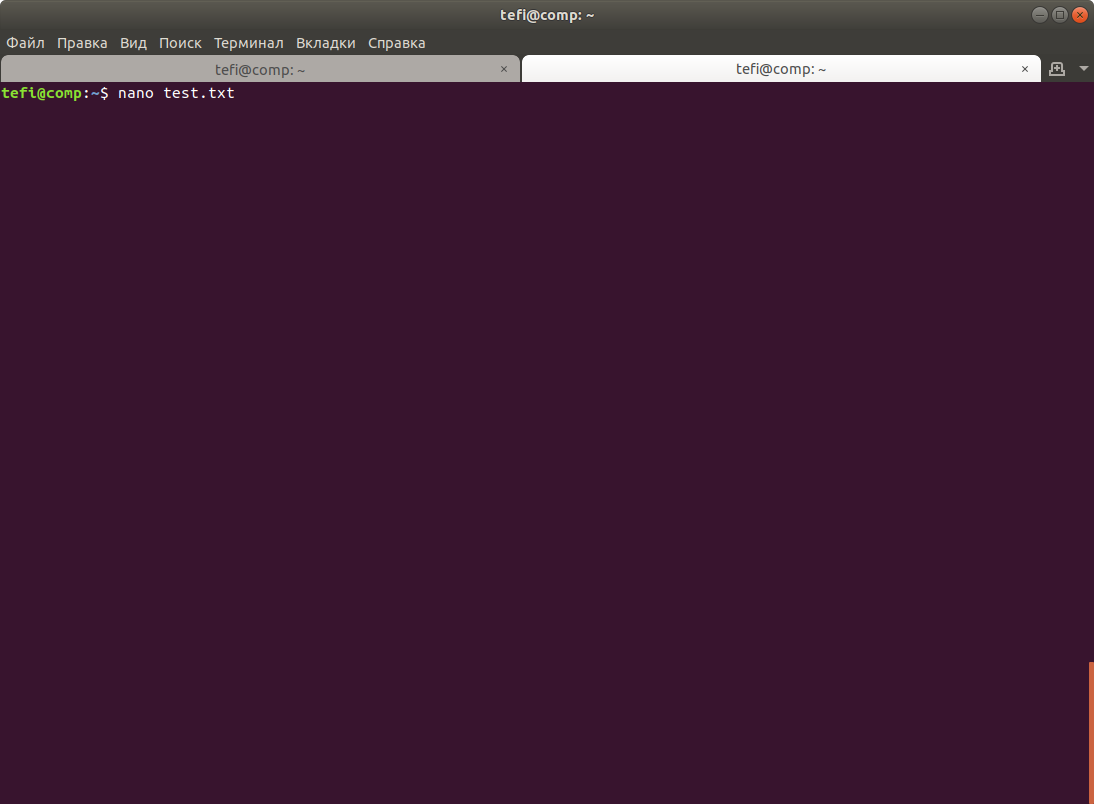 tefi@comp: ~
Файл Правка Вид Поиск Терминал Вкладки Справка
tefi@comp: ~ × tefi@comp: ~ ×
tefi@comp:~$ nano test.txt